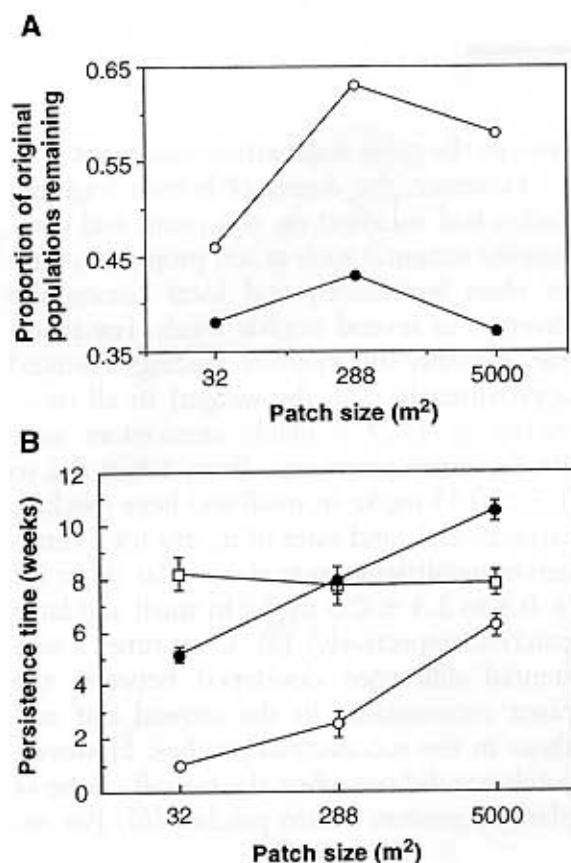 A
Proportion of original
populations remaining
0.65
0.55
0.45
0.35
32 288 5000
Patch size (m²)
B
Persistence time (weeks)
12
10
8
6
4
2
0
32 288 5000
Patch size (m²)